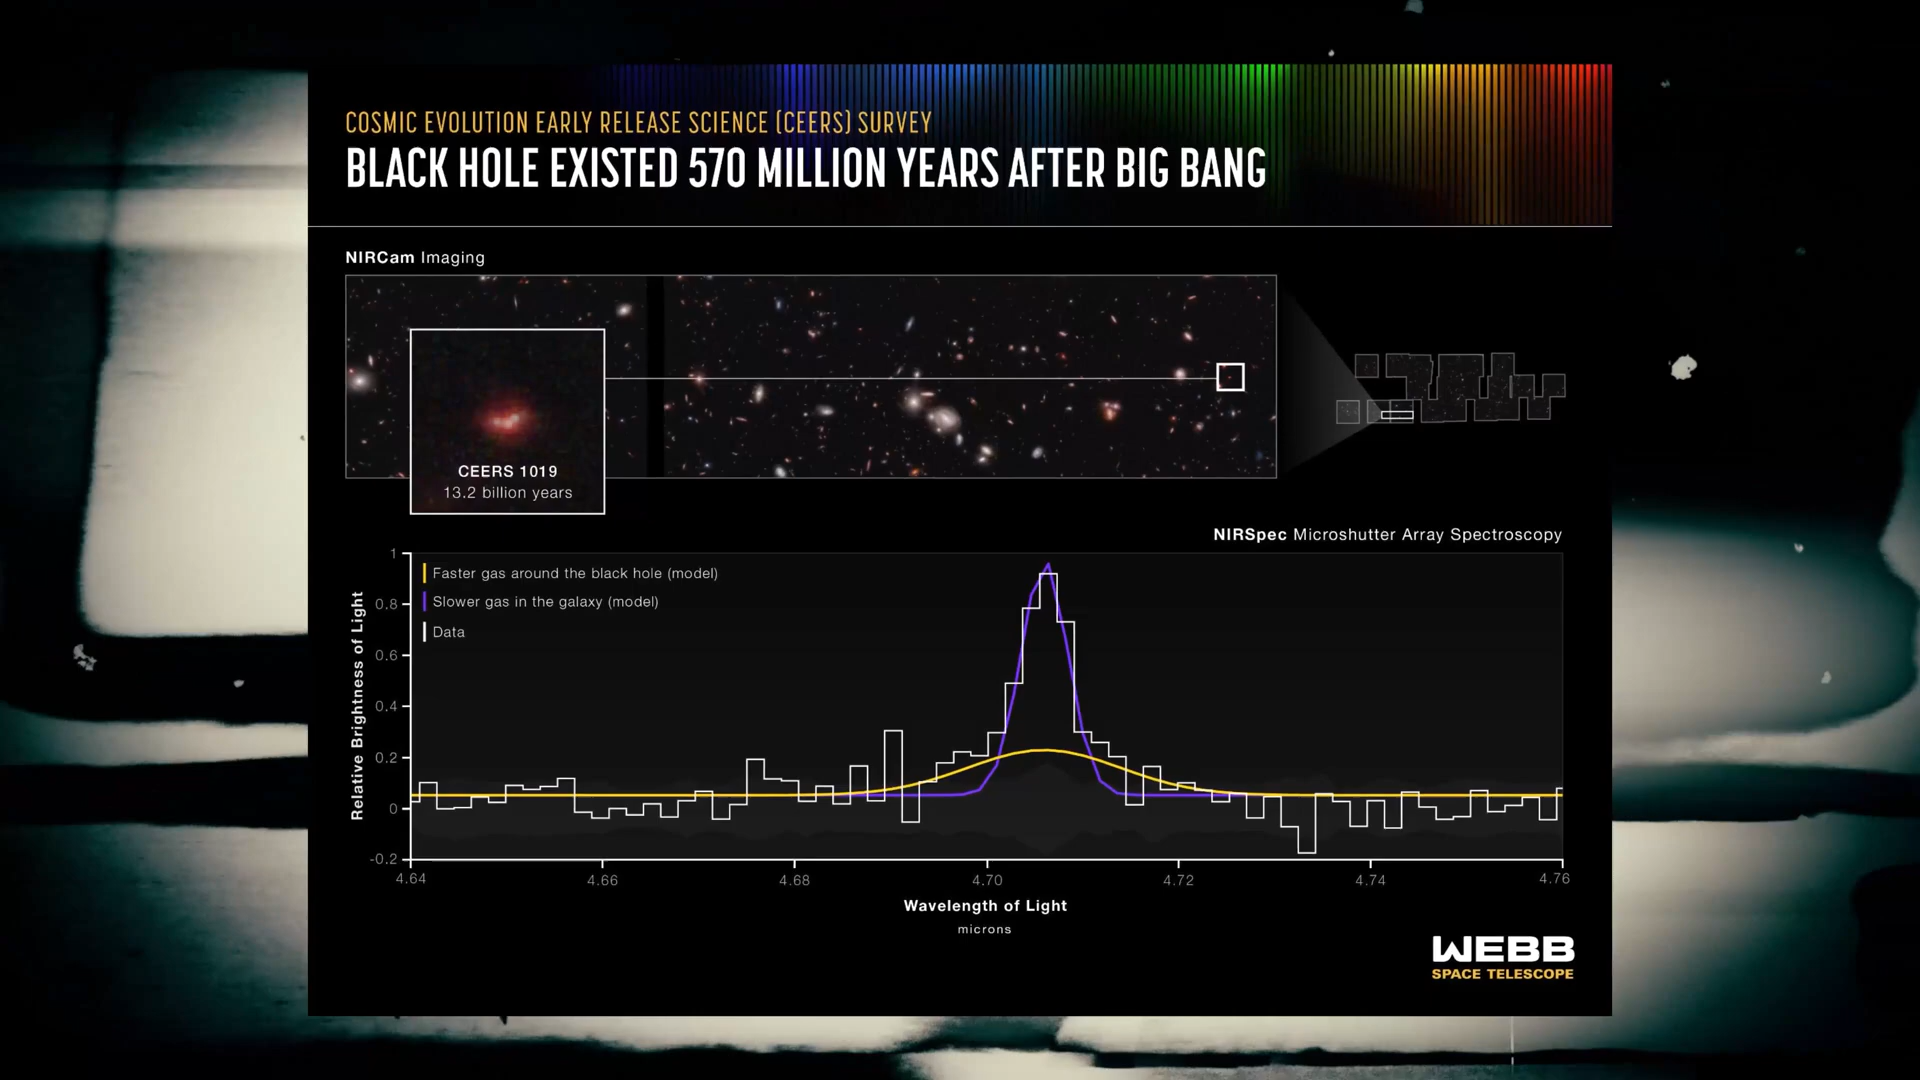 COSMIC EVOLUTION EARLY RELEASE SCIENCE (CEERS) SURVEY
BLACK HOLE EXISTED 570 MILLION YEARS AFTER BIG BANG
NIRCam Imaging
CEERS 1019
13.2 billion years
NIRSpec Microshutter Array Spectroscopy
Relative Brightness of Light
1
0.8
0.6
0.4
0.2
0
-0.2
Faster gas around the black hole (model)
Slower gas in the galaxy (model)
Data
4.64 4.66 4.68 4.70 4.72 4.74 4.76
Wavelength of Light
microns
WEBB
SPACE TELESCOPE